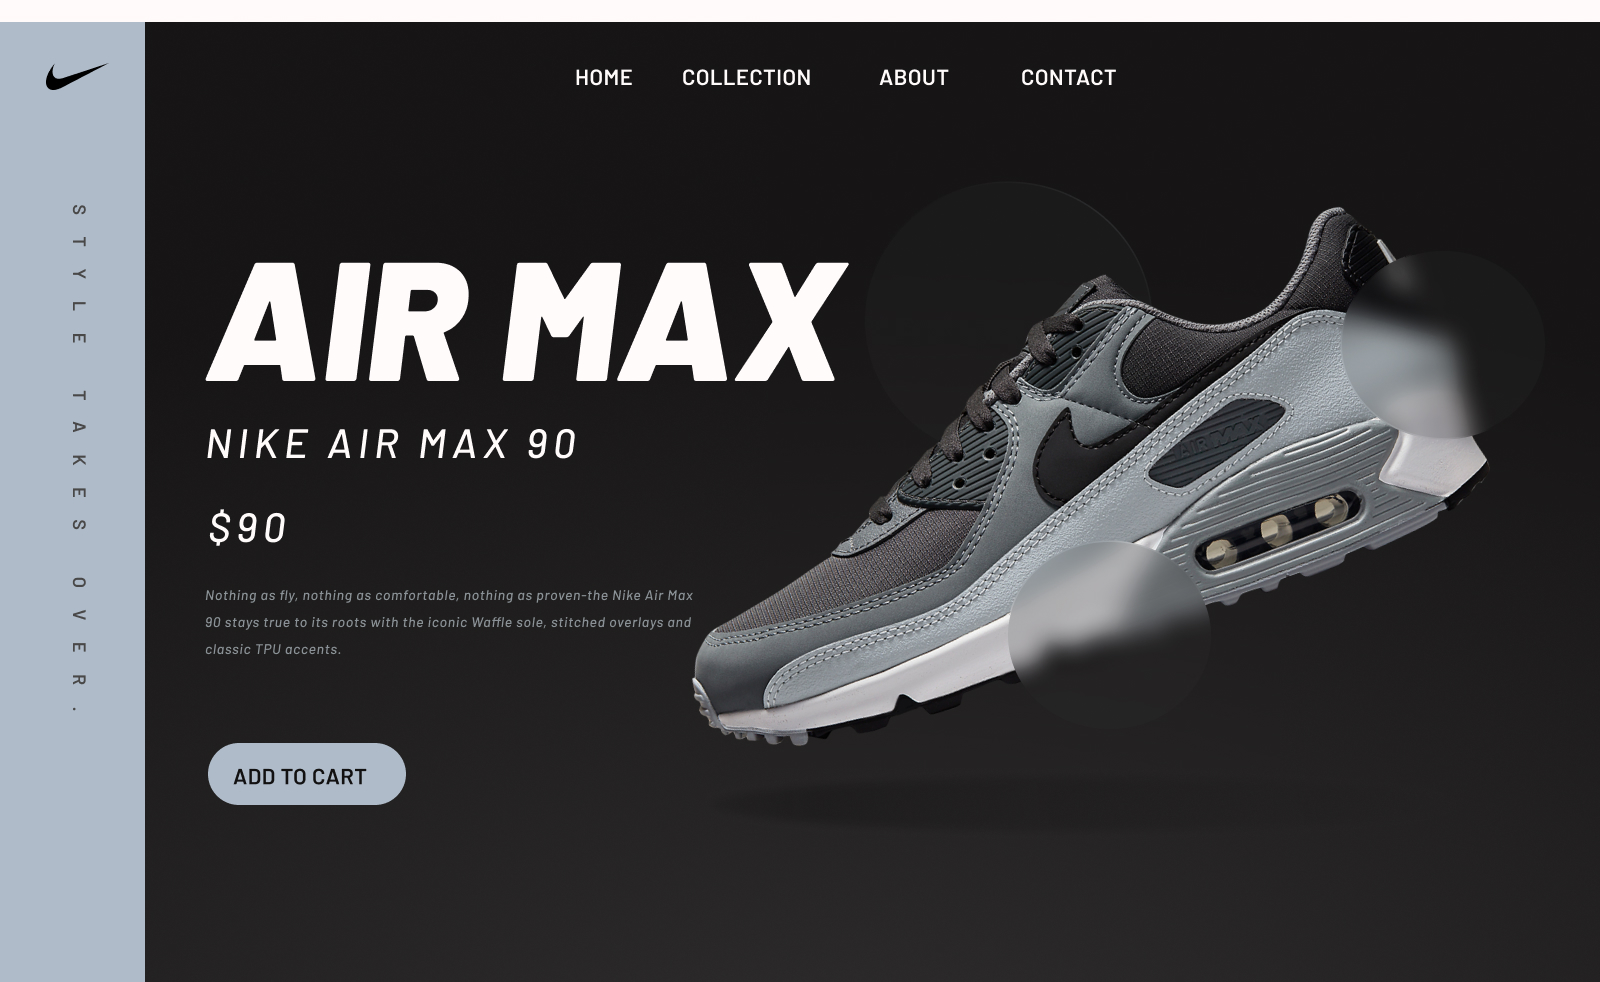 HOME COLLECTION ABOUT CONTACT
STYLE TAKES OVER.
AIR MAX
NIKE AIR MAX 90
$90
Nothing as fly, nothing as comfortable, nothing as proven-the Nike Air Max
90 stays true to its roots with the iconic Waffle sole, stitched overlays and
classic TPU accents.
ADD TO CART
AIR MAX